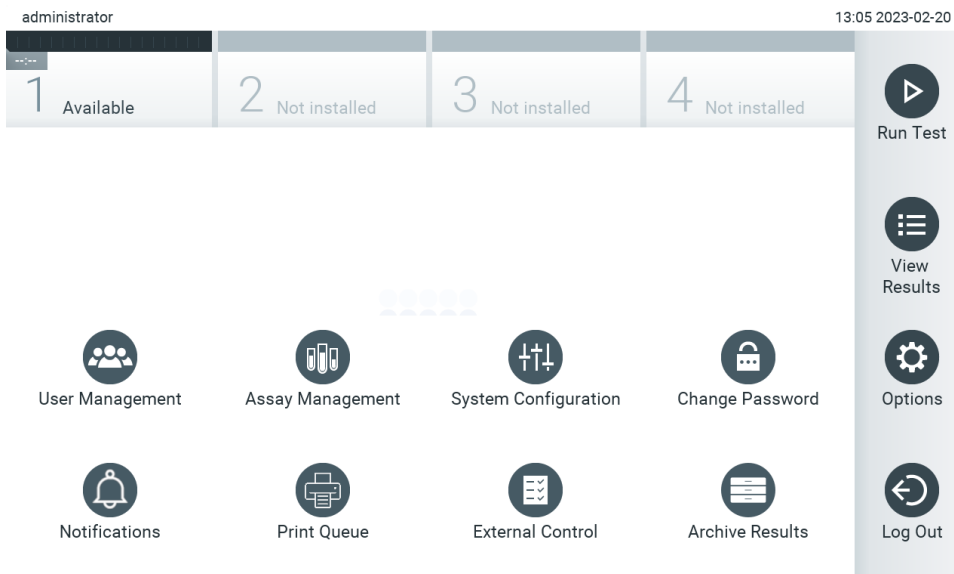 administrator
13:05 2023-02-20
--:--
1 Available
2 Not installed
3 Not installed
4 Not installed
Run Test
View
Results
User Management
Assay Management
System Configuration
Change Password
Options
Notifications
Print Queue
External Control
Archive Results
Log Out